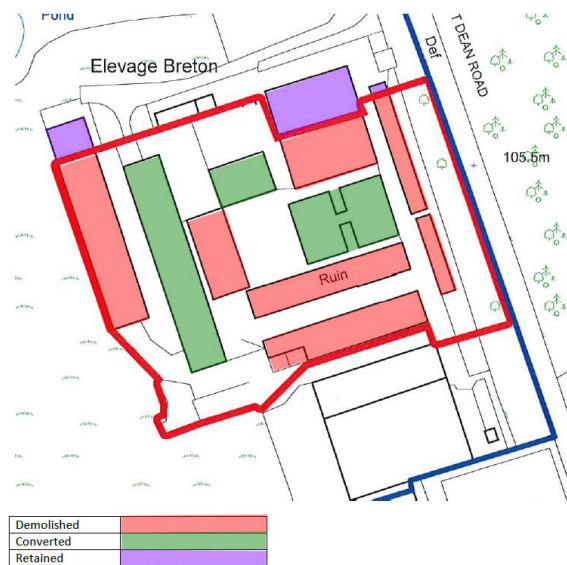 Pond
Elevage Breton
T DEAN ROAD
Def
105.5m
Ruin
Demolished
Converted
Retained